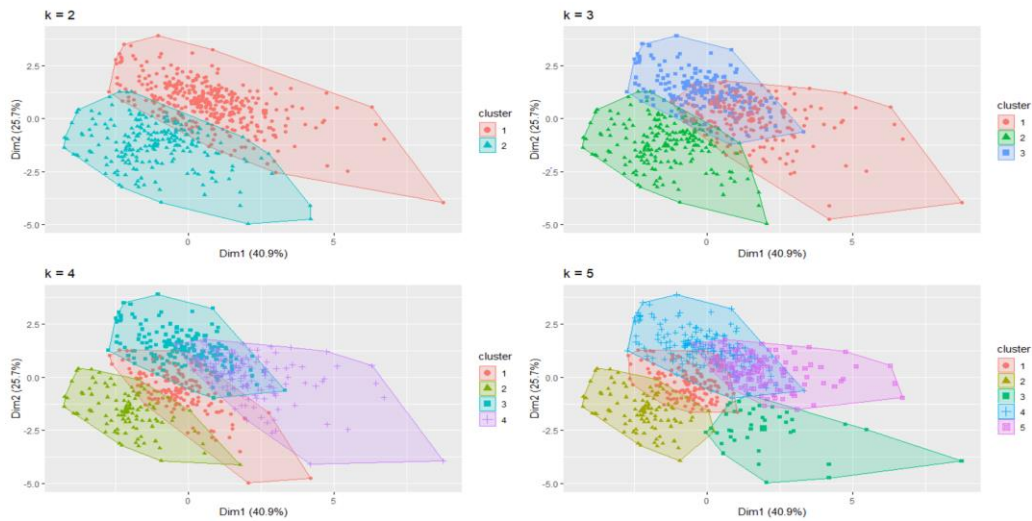 k = 2
2.5
0.0
-2.5
-5.0
Dim2 (25.7%)
0
5
Dim1 (40.9%)
cluster
1
2
k = 3
2.5
0.0
-2.5
-5.0
Dim2 (25.7%)
0
5
Dim1 (40.9%)
cluster
1
2
3
k = 4
2.5
0.0
-2.5
-5.0
Dim2 (25.7%)
0
5
Dim1 (40.9%)
cluster
1
2
3
4
k = 5
2.5
0.0
-2.5
-5.0
Dim2 (25.7%)
0
5
Dim1 (40.9%)
cluster
1
2
3
4
5